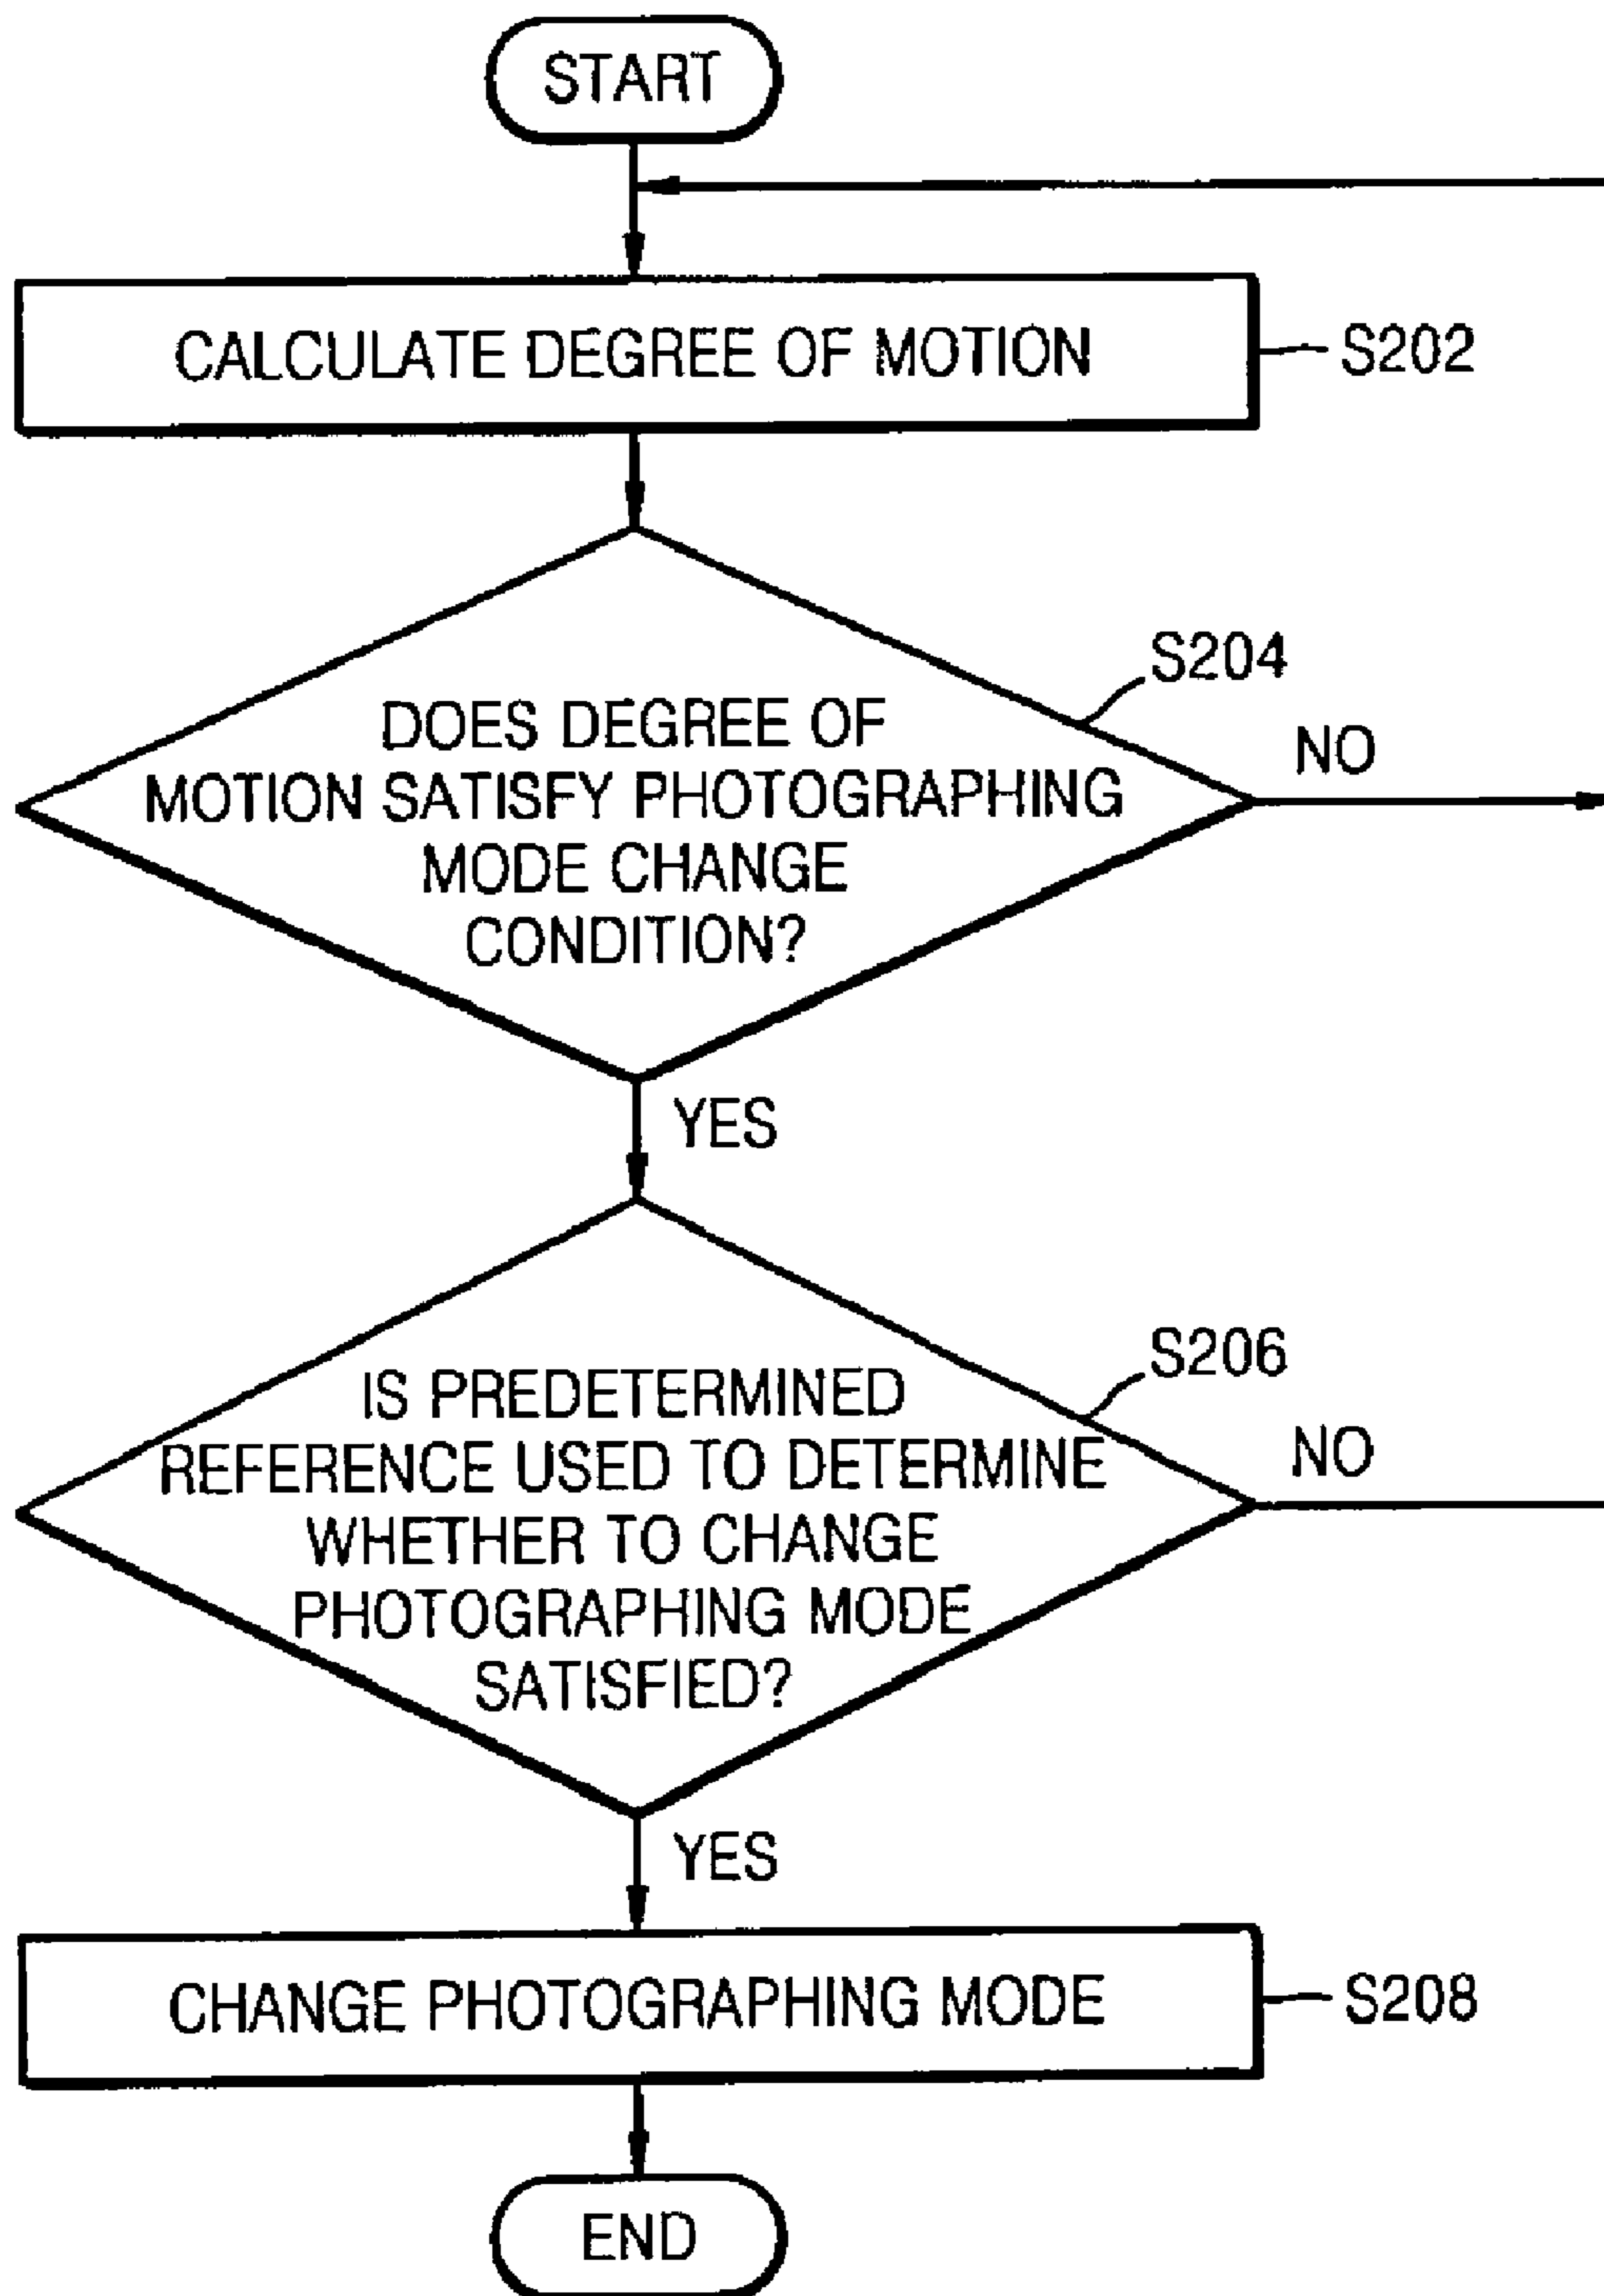 START
CALCULATE DEGREE OF MOTION
S202
S204
DOES DEGREE OF
MOTION SATISFY PHOTOGRAPHING
MODE CHANGE
CONDITION?
NO
YES
S206
IS PREDETERMINED
REFERENCE USED TO DETERMINE
WHETHER TO CHANGE
PHOTOGRAPHING MODE
SATISFIED?
NO
YES
CHANGE PHOTOGRAPHING MODE
S208
END